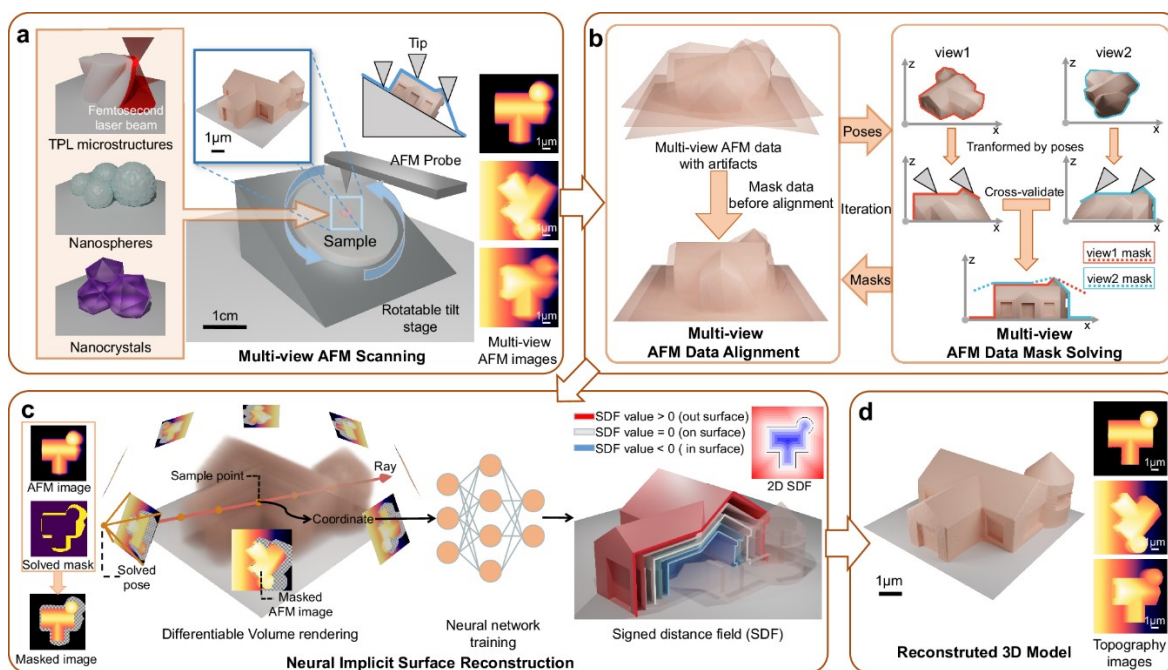 a
Femtosecond
laser beam
TPL microstructures
Nanospheres
Nanocrystals
1μm
Tip
AFM Probe
Sample
1cm
Rotatable tilt
stage
Multi-view AFM Scanning
1μm
1μm
1μm
Multi-view
AFM images
b
Multi-view AFM data
with artifacts
Mask data
before alignment
Multi-view
AFM Data Alignment
Poses
Iteration
Masks
view1
view2
z
x
z
x
Tranformed by poses
z
x
z
x
Cross-validate
view1 mask
view2 mask
z
x
Multi-view
AFM Data Mask Solving
c
AFM image
Solved mask
Masked image
Solved
pose
Sample point
Ray
Coordinate
Masked
AFM image
Differentiable Volume rendering
Neural network
training
SDF value > 0 (out surface)
SDF value = 0 (on surface)
SDF value < 0 ( in surface)
2D SDF
Signed distance field (SDF)
Neural Implicit Surface Reconstruction
d
1μm
Reconstruted 3D Model
1μm
1μm
1μm
Topography
images